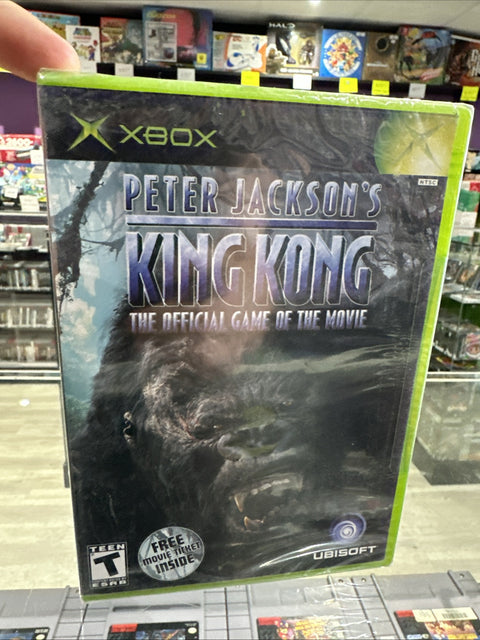 HALO
XBOX
NTSC
PETER JACKSON'S
KING KONG
THE OFFICIAL GAME OF THE MOVIE
FREE
MOVIE TICKET
INSIDE
TEEN
T
ESRB
UBISOFT